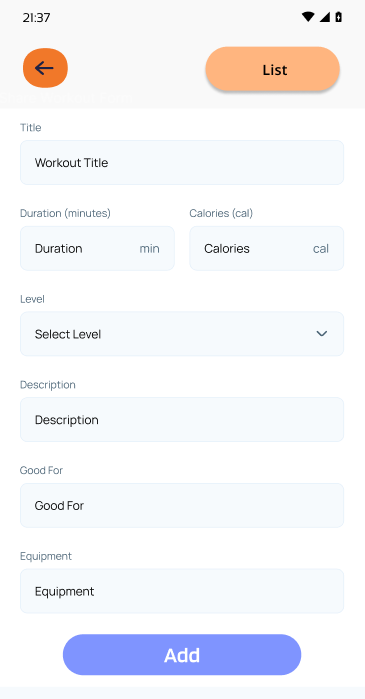 21:37
List
Title
Workout Title
Duration (minutes) Calories (cal)
Duration min Calories cal
Level
Select Level
Description
Description
Good For
Good For
Equipment
Equipment
Add